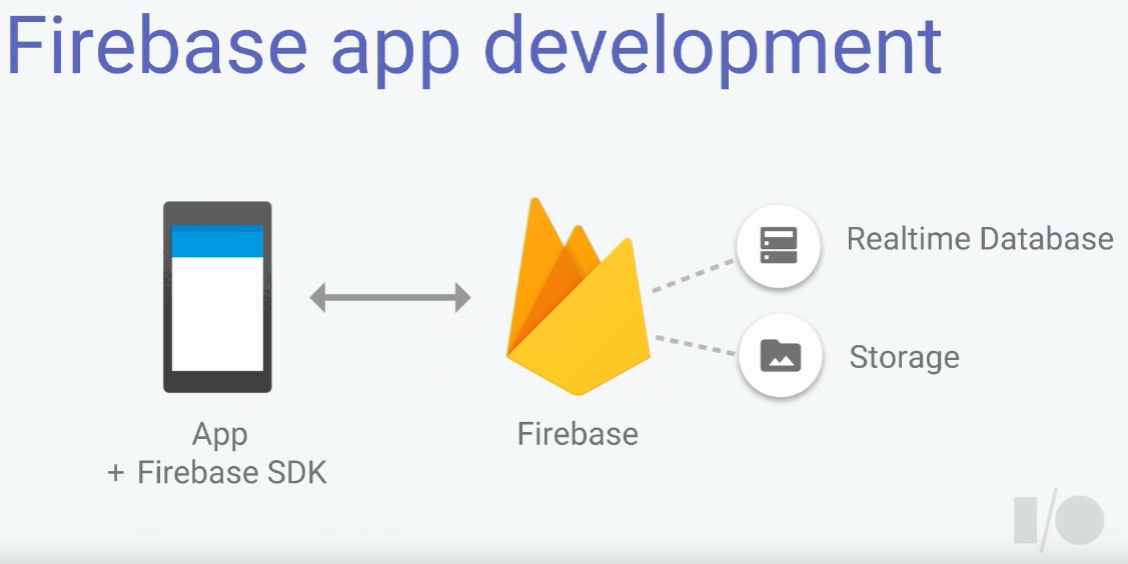 Firebase app development
Realtime Database
Storage
App
+ Firebase SDK
Firebase
I/O